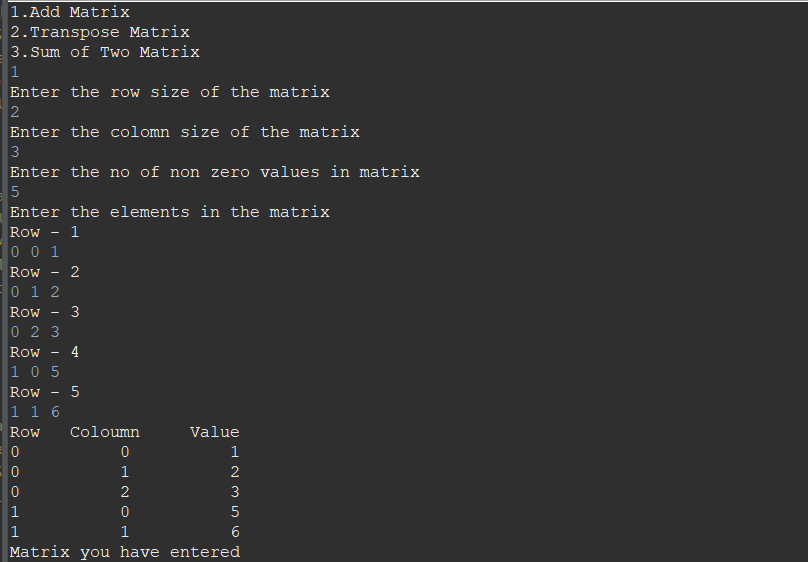 1.Add Matrix
2.Transpose Matrix
3.Sum of Two Matrix
1
Enter the row size of the matrix
2
Enter the colomn size of the matrix
3
Enter the no of non zero values in matrix
5
Enter the elements in the matrix
Row - 1
0 0 1
Row - 2
0 1 2
Row - 3
0 2 3
Row - 4
1 0 5
Row - 5
1 1 6
Row Coloumn Value
0 0 1
0 1 2
0 2 3
1 0 5
1 1 6
Matrix you have entered